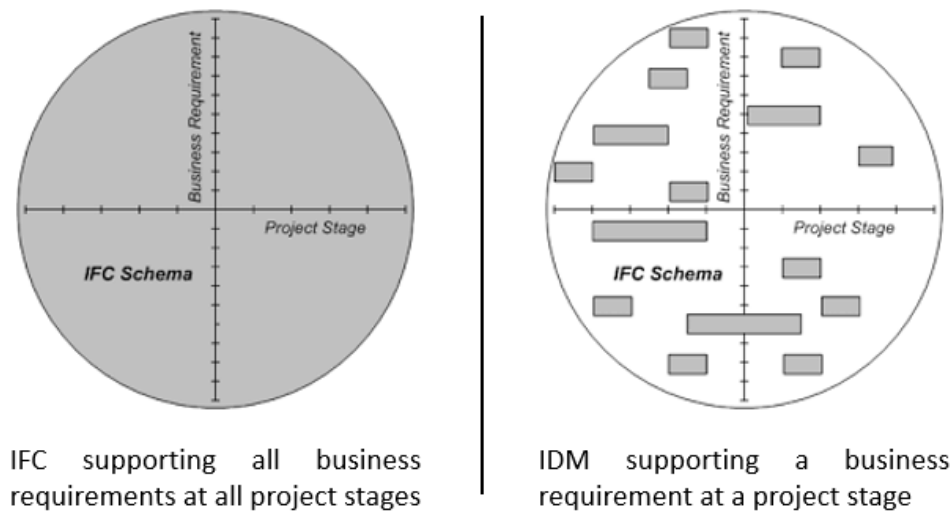 Business Requirement
Project Stage
IFC Schema
IFC supporting all business
requirements at all project stages
Business Requirement
Project Stage
IFC Schema
IDM supporting a business
requirement at a project stage